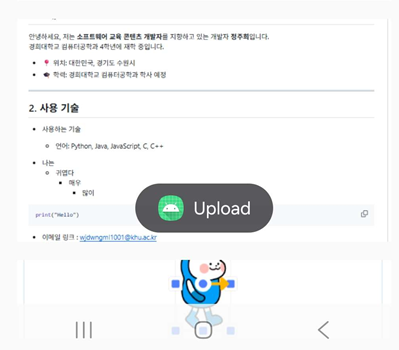 안녕하세요, 저는 소프트웨어 교육 콘텐츠 개발자를 지향하고 있는 개발자 정주희입니다.
경희대학교 컴퓨터공학과 4학년에 재학 중입니다.
위치: 대한민국, 경기도 수원시
학력: 경희대학교 컴퓨터공학과 학사 예정
2. 사용 기술
사용하는 기술
언어: Python, Java, JavaScript, C, C++
나는
귀엽다
매우
많이
Upload
print("Hello")
이메일 링크 : wjdwngmi1001@khu.ac.kr